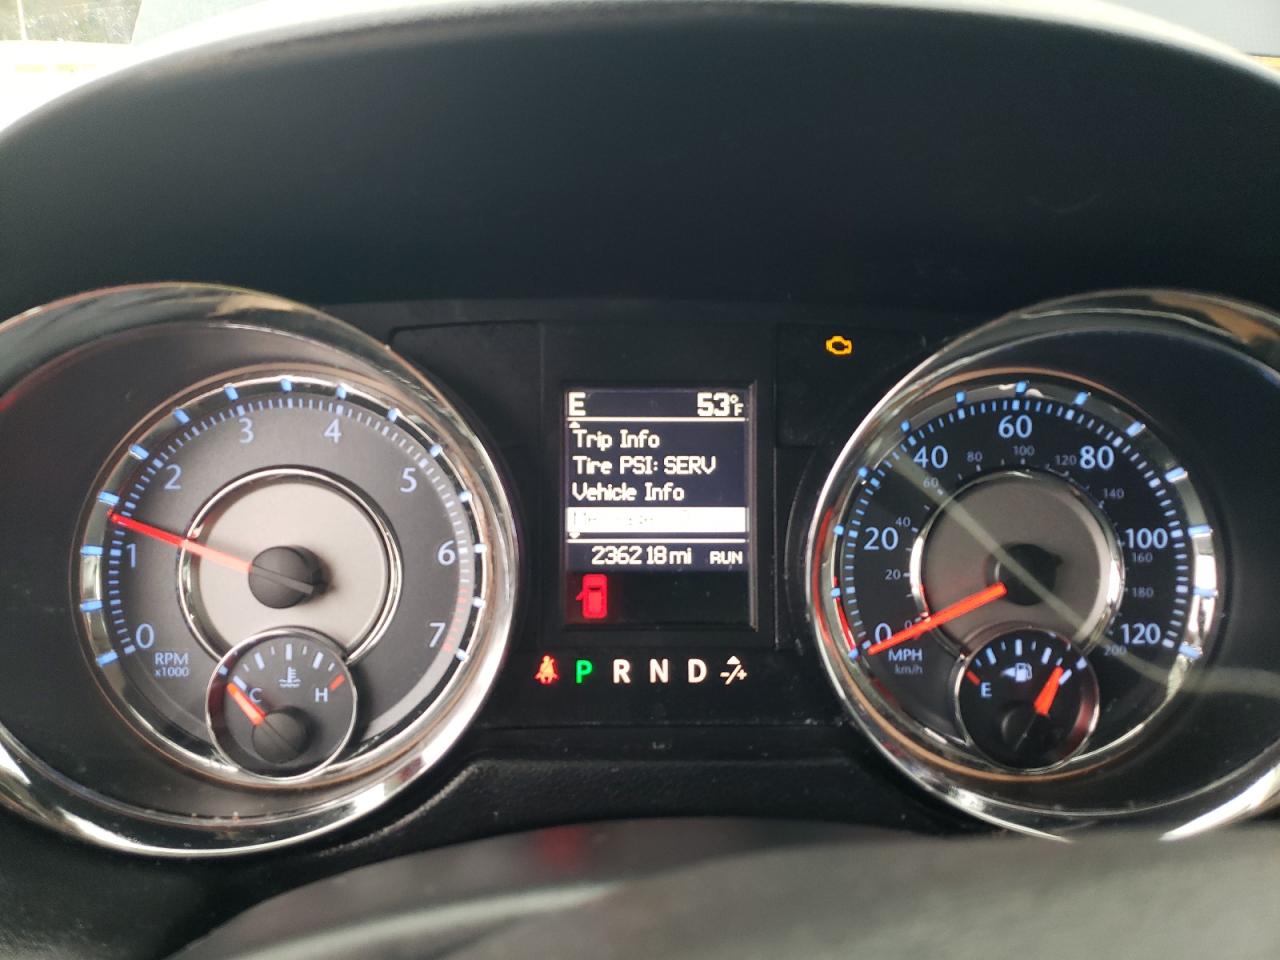 E 53°F
Trip Info
Tire PSI: SERV
Vehicle Info
236218 mi RUN
P R N D -/+
0 1 2 3 4 5 6 7
RPM
x1000
C H
0 20 40 60 80 100 120
0 20 40 60 80 100 120 140 160 180 200
MPH
km/h
E